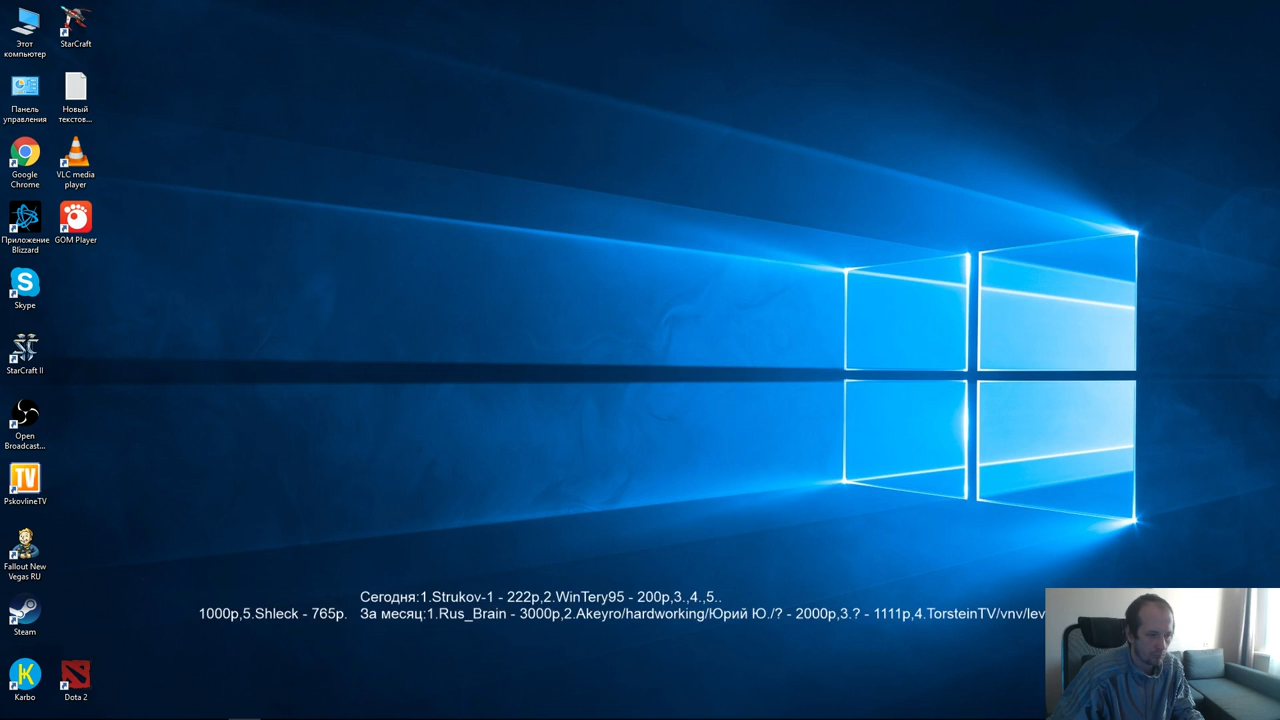 Этот
компьютер
StarCraft
Панель
управления
Новый
текстов...
Google
Chrome
VLC media
player
Приложение
Blizzard
GOM Player
Skype
StarCraft II
Open
Broadcast...
TV
PskovlineTV
Fallout New
Vegas RU
Steam
Karbo
Dota 2
Сегодня:1.Strukov-1 - 222р,2.WinTery95 - 200р,3.,4.,5..
1000р,5.Shleck - 765р. За месяц:1.Rus_Brain - 3000р,2.Akeyro/hardworking/Юрий Ю./? - 2000р,3.? - 1111р,4.TorsteinTV/vnv/lev